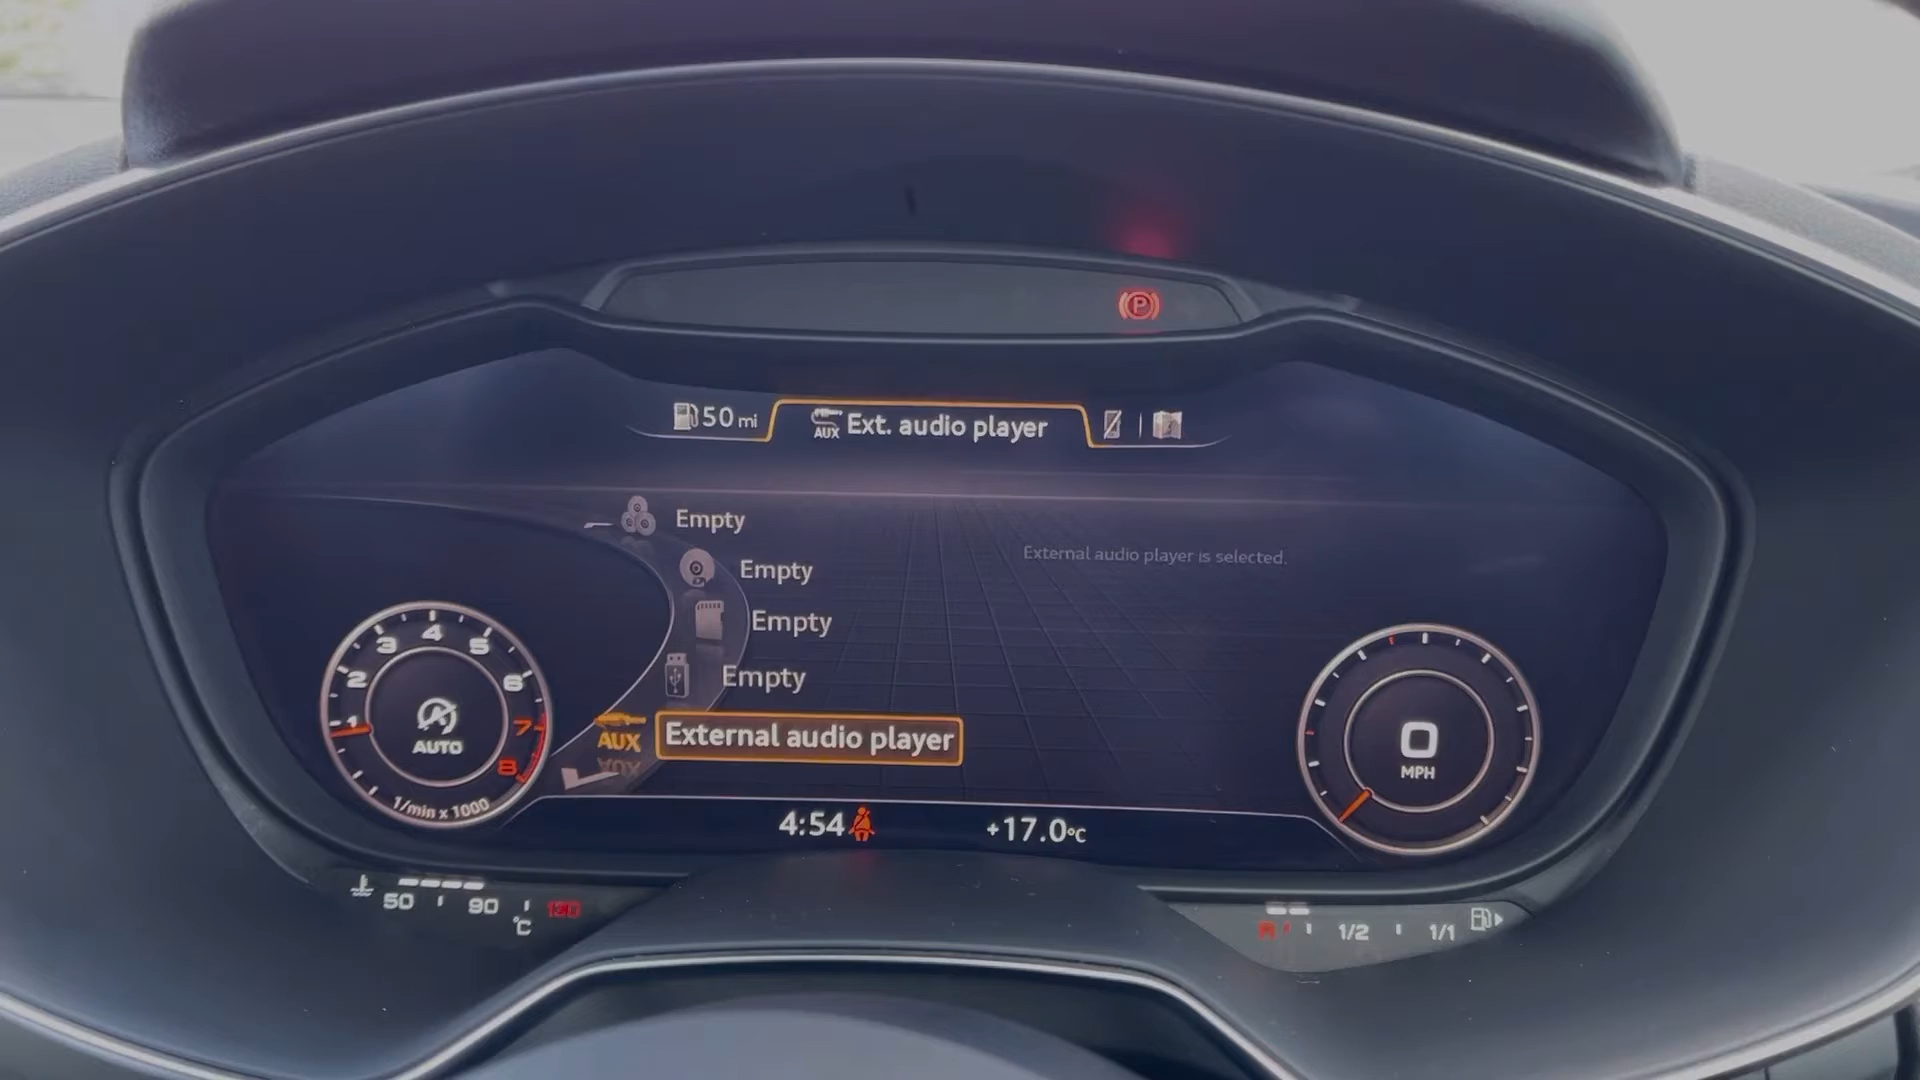 P
50 mi
AUX Ext. audio player
Empty
External audio player is selected.
Empty
Empty
Empty
AUX External audio player
1 2 3 4 5 6 7 8
AUTO
1/min x 1000
0
MPH
4:54
+17.0°C
50 90 130
°C
R 1/2 1/1